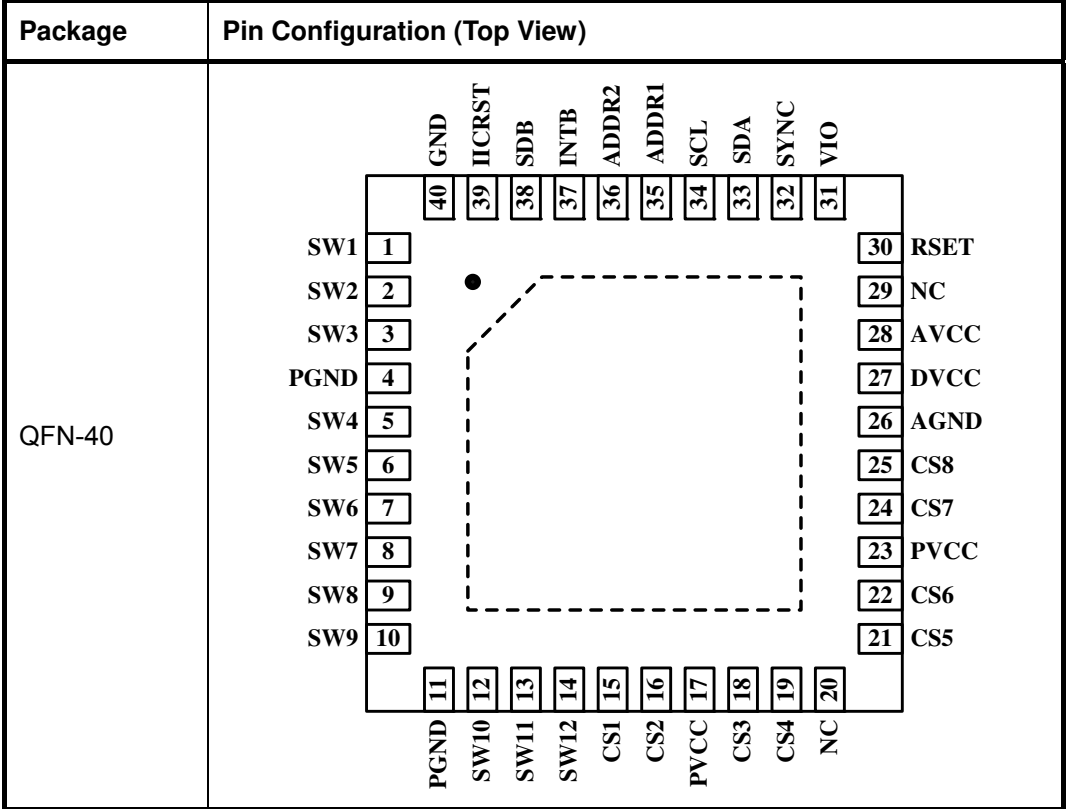 Package Pin Configuration (Top View)
QFN-40
GND IICRST SDB INTB ADDR2 ADDR1 SCL SDA SYNC VIO
40 39 38 37 36 35 34 33 32 31
SW1 1 30 RSET
SW2 2 29 NC
SW3 3 28 AVCC
PGND 4 27 DVCC
SW4 5 26 AGND
SW5 6 25 CS8
SW6 7 24 CS7
SW7 8 23 PVCC
SW8 9 22 CS6
SW9 10 21 CS5
11 12 13 14 15 16 17 18 19 20
PGND SW10 SW11 SW12 CS1 CS2 PVCC CS3 CS4 NC